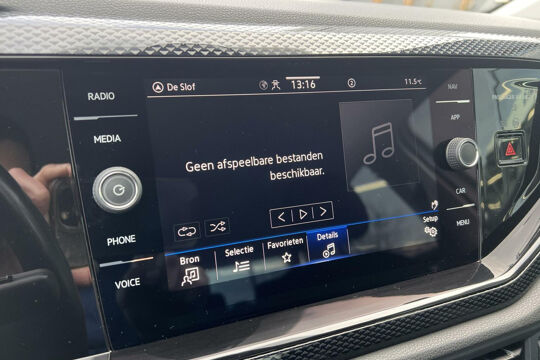 RADIO
MEDIA
PHONE
VOICE
De Slof
13:16
2
11.5°C
Geen afspeelbare bestanden
beschikbaar.
Bron
Selectie
Favorieten
Details
Setup
NAV
APP
CAR
MENU